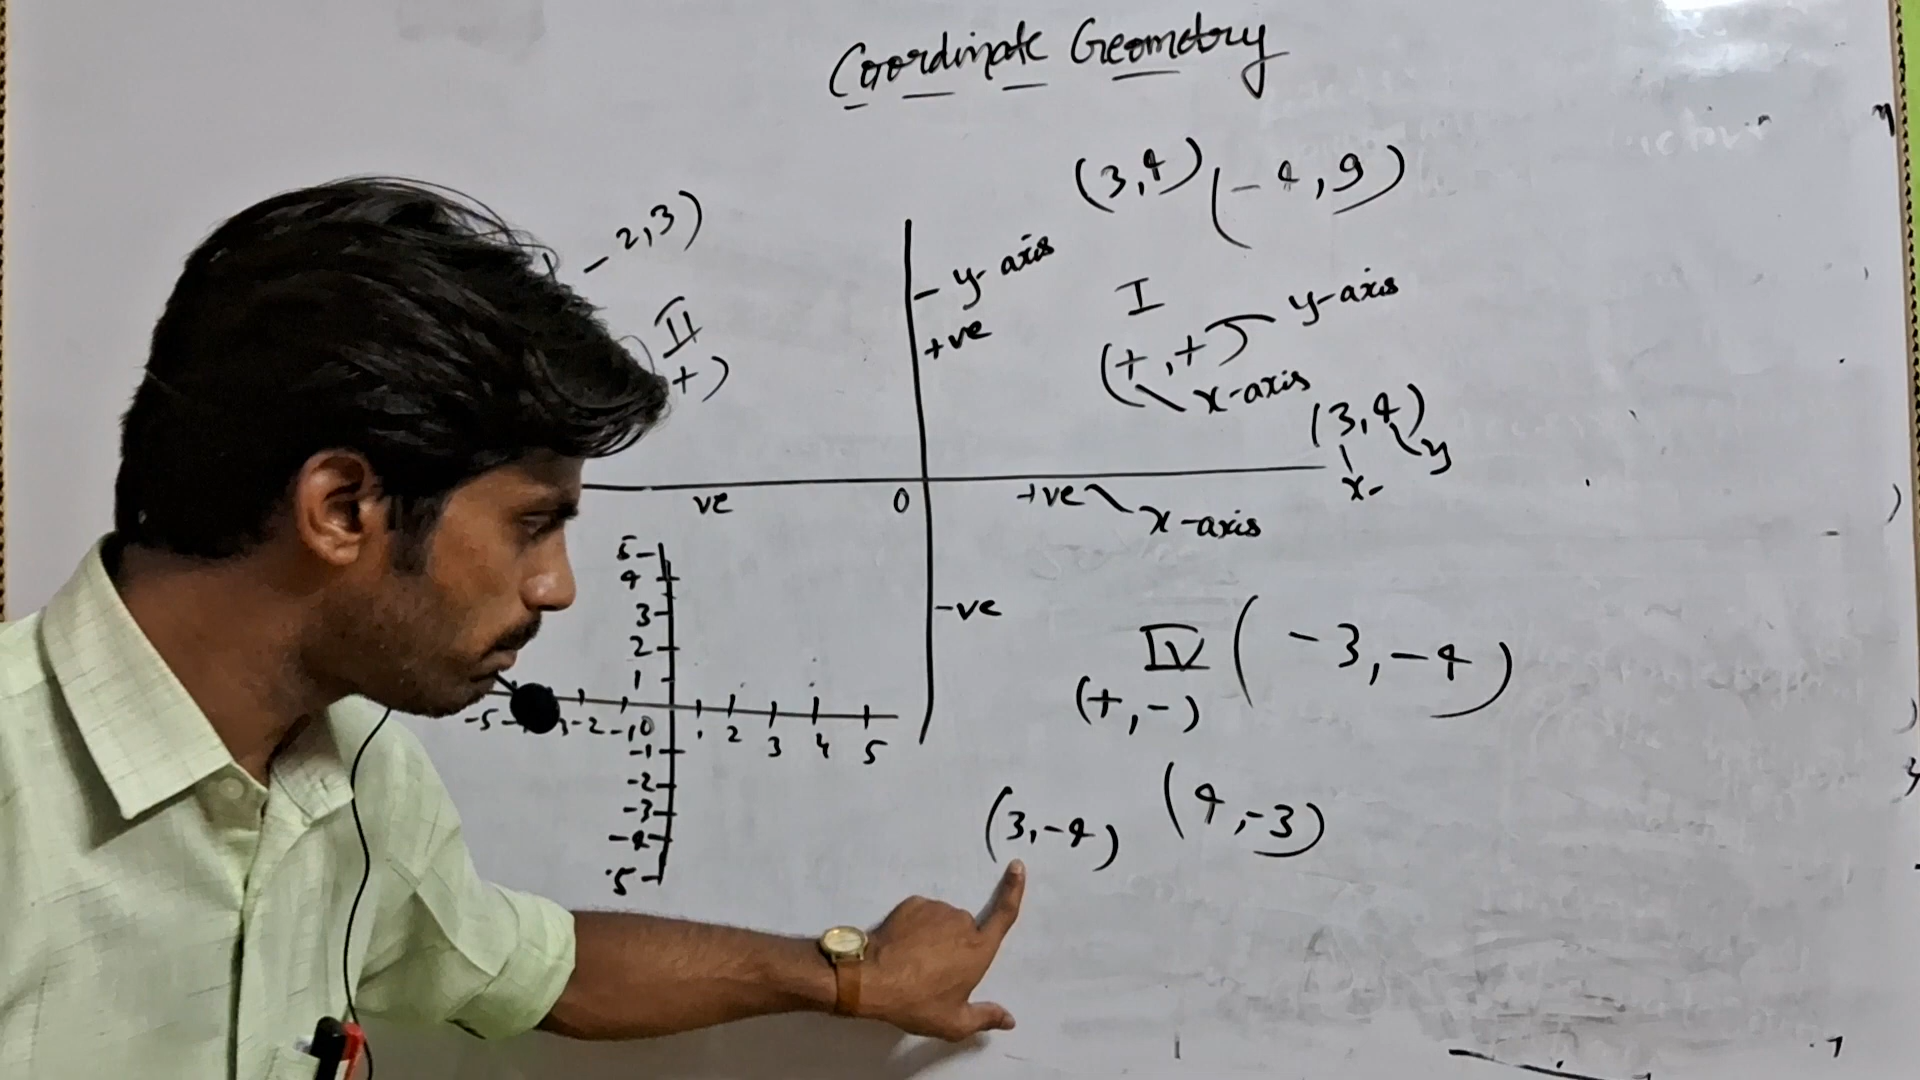 Coordinate Geometry
(3,4) (-4,9)
-2,3)
y-axis
+ve
II
+)
I
(+,+) y-axis
x-axis
(3,4)
y
x-
ve
0
+ve
x-axis
-ve
5
4
3
2
1
-5 -2 -1 0 1 2 3 4 5
-1
-2
-3
-4
5
IV (-3,-4)
(+,-)
(3,-4) (4,-3)